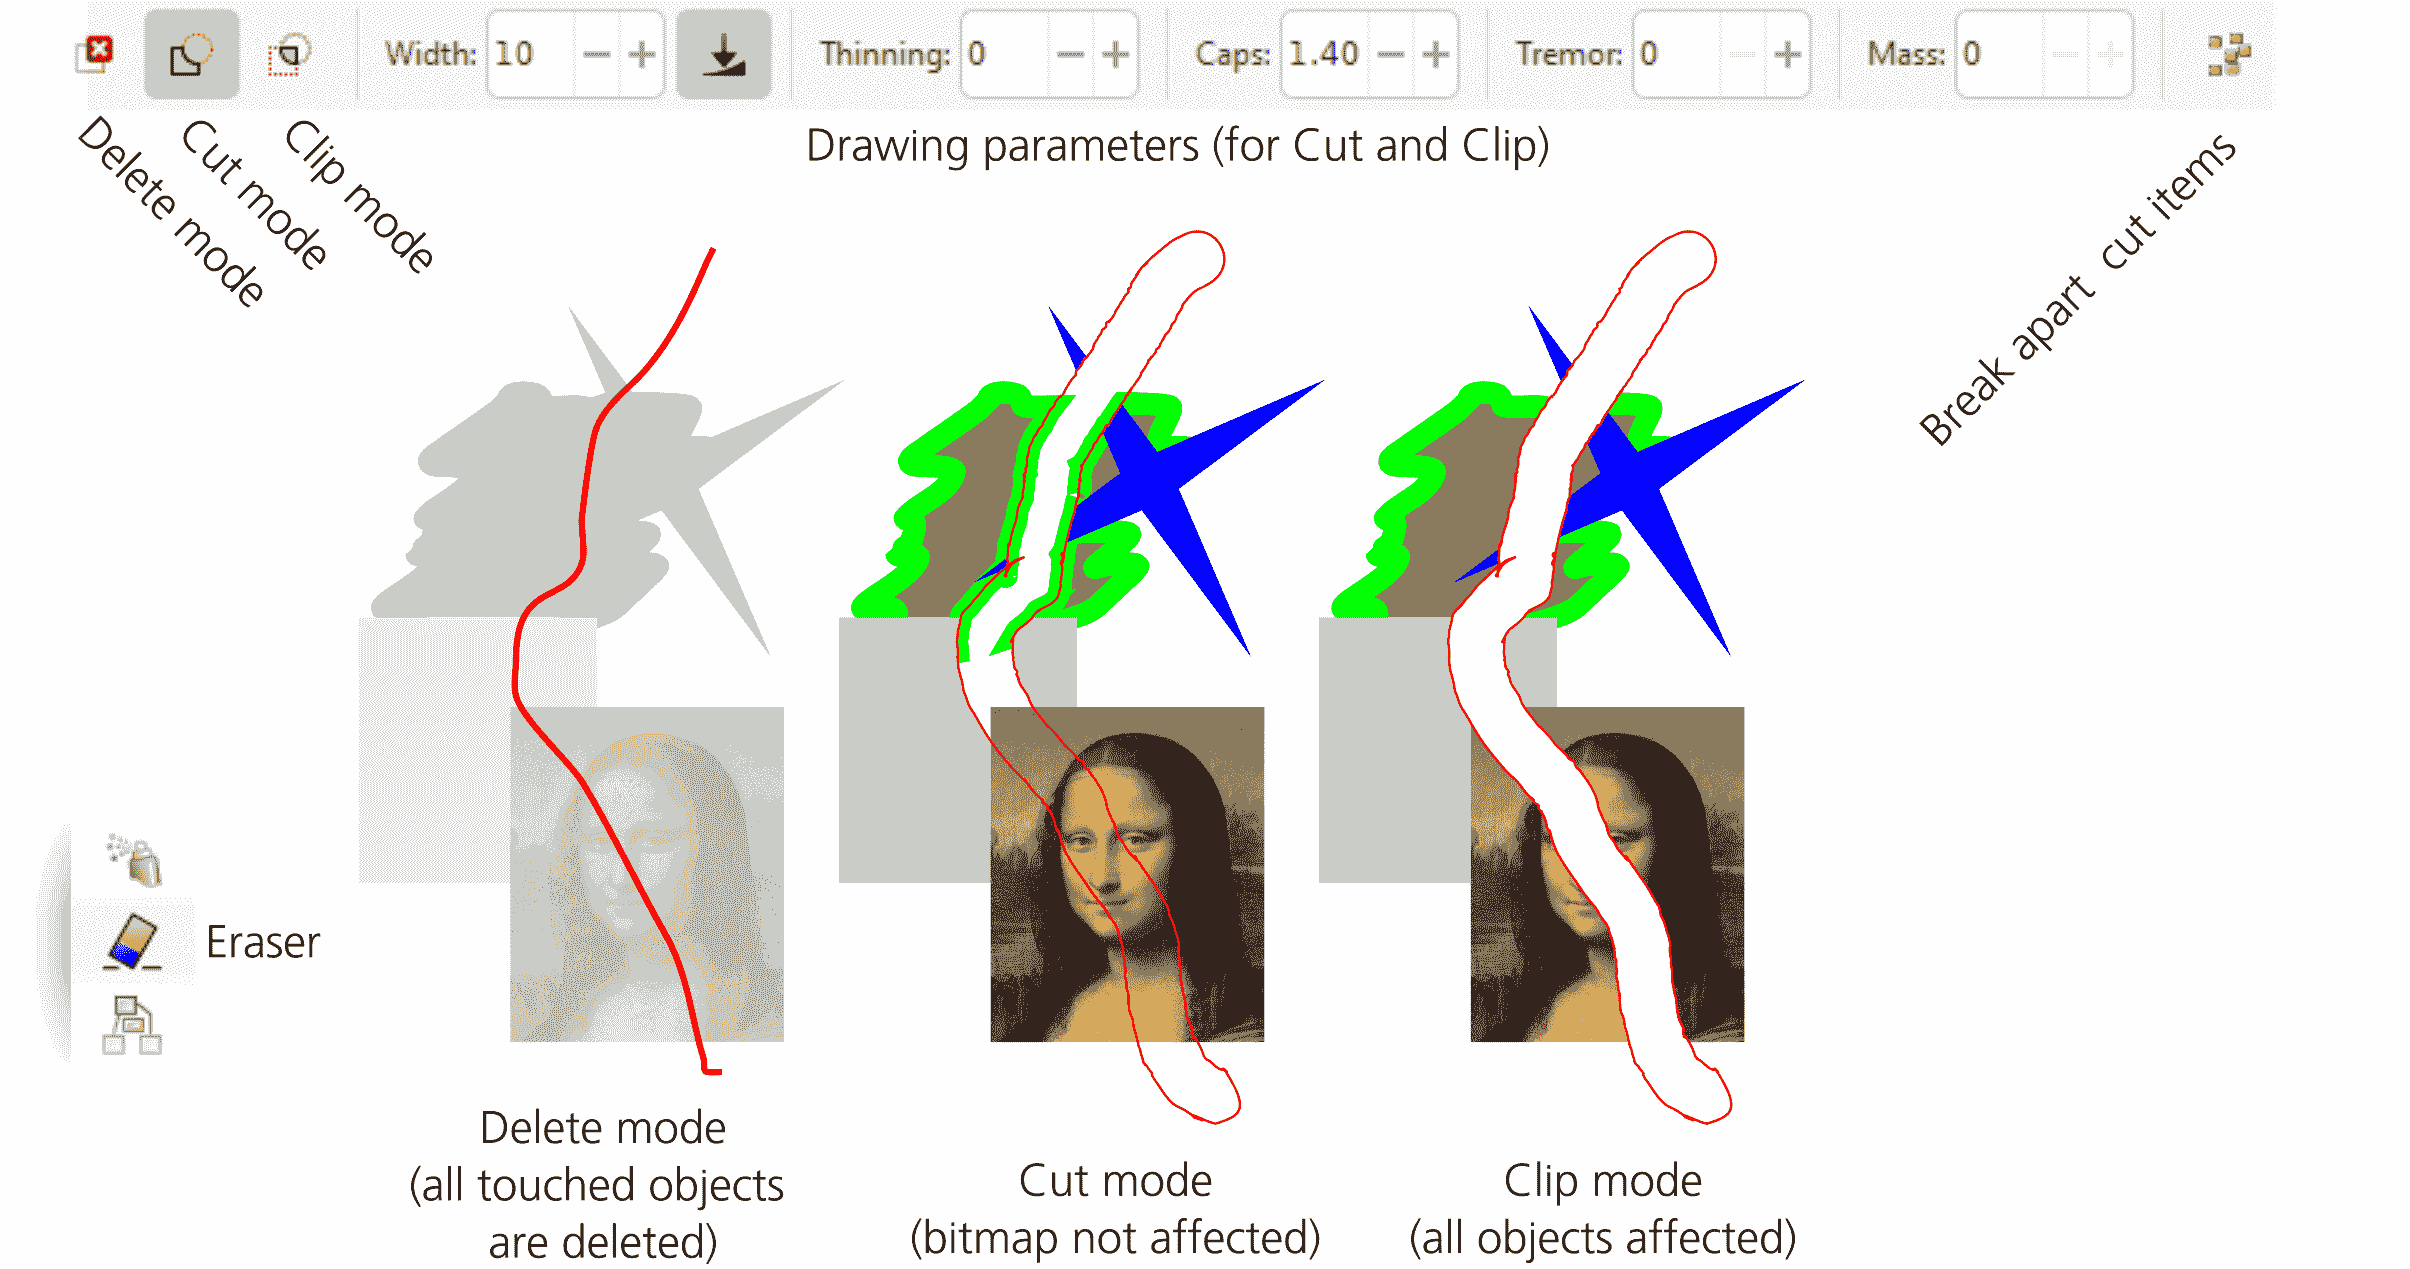 Width: 10 Thinning: 0 Caps: 1.40 Tremor: 0 Mass: 0
Delete mode
Cut mode
Clip mode
Drawing parameters (for Cut and Clip)
Break apart cut items
Eraser
Delete mode
(all touched objects
are deleted)
Cut mode
(bitmap not affected)
Clip mode
(all objects affected)